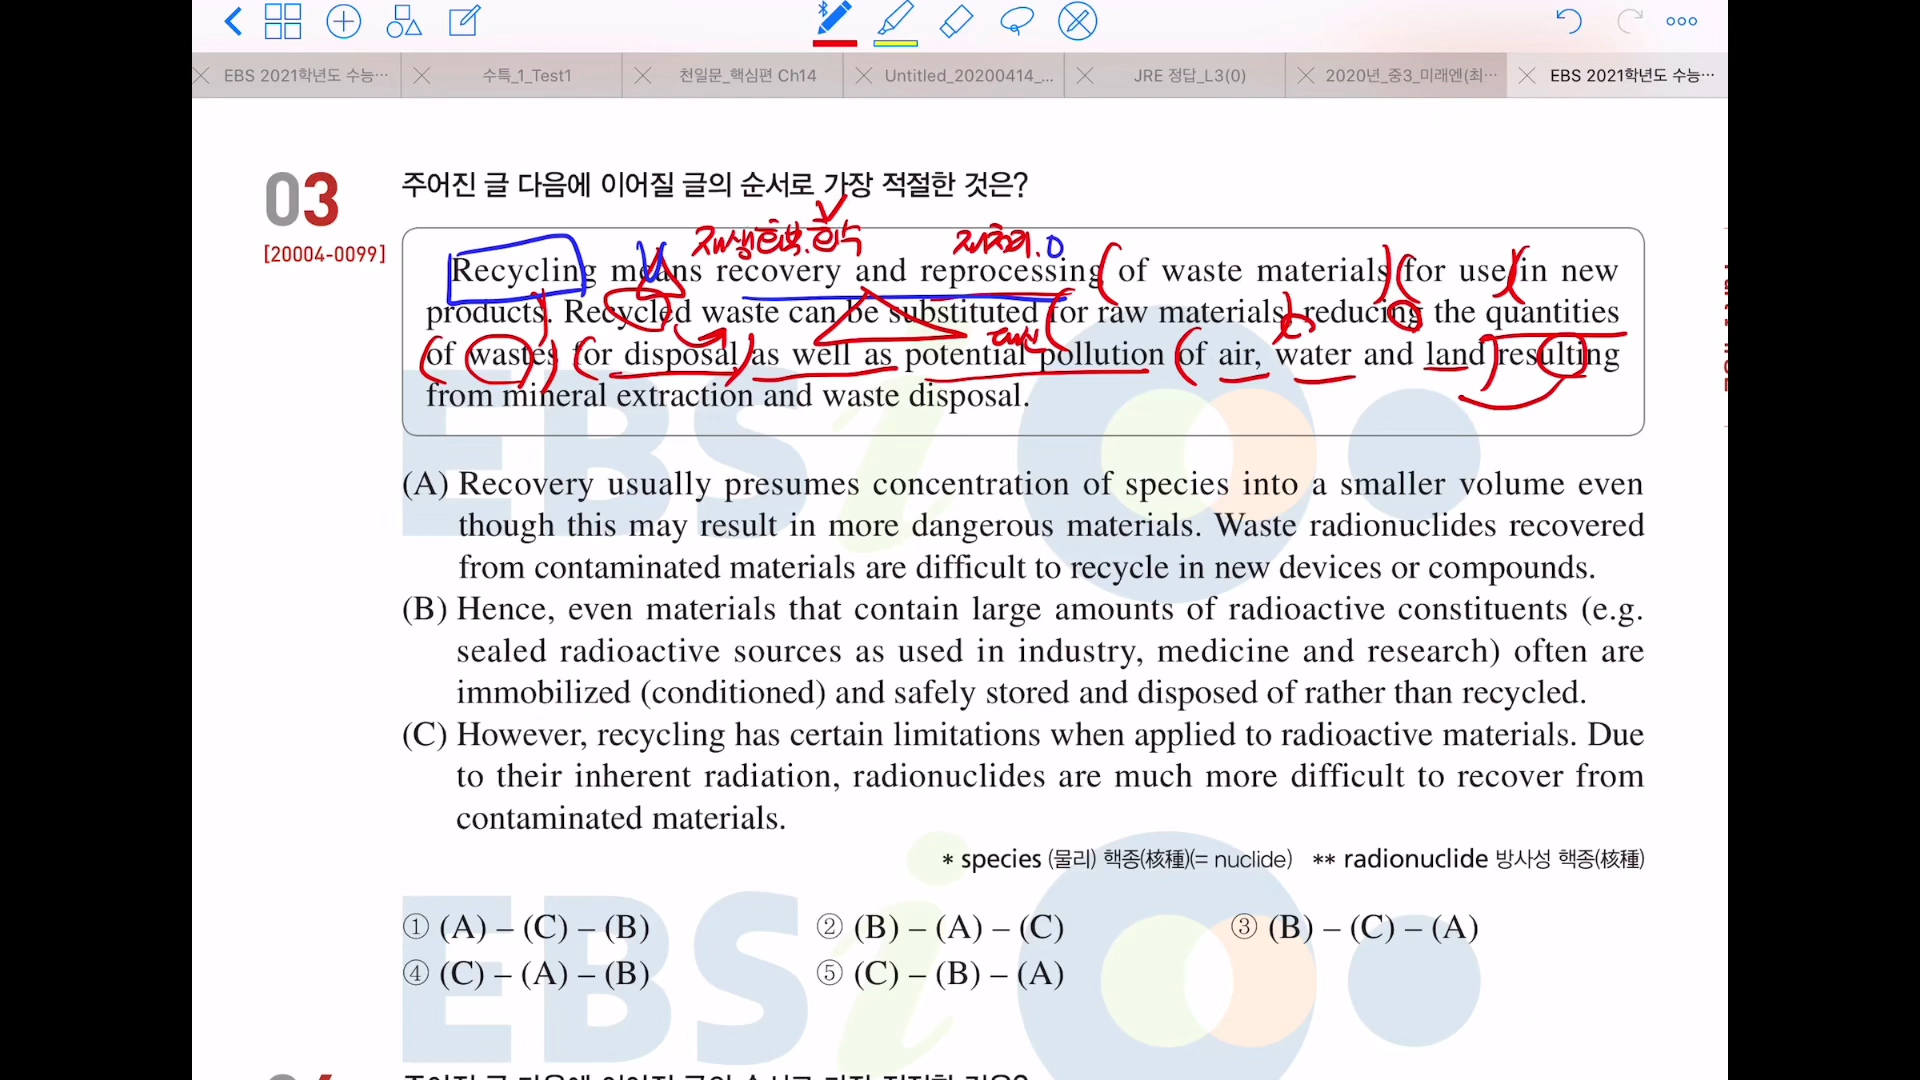 EBS 2021학년도 수능…
수특_1_Test1
천일문_핵심편 Ch14
Untitled_20200414_...
JRE 정답_L3(0)
2020년_중3_미래엔(최…
EBS 2021학년도 수능…
03
[20004-0099]
주어진 글 다음에 이어질 글의 순서로 가장 적절한 것은?
재생회복.회수
재처리.
Recycling means recovery and reprocessing of waste materials for use in new
products. Recycled waste can be substituted for raw materials, reducing the quantities
of wastes for disposal as well as potential pollution of air, water and land resulting
from mineral extraction and waste disposal.
(A) Recovery usually presumes concentration of species into a smaller volume even
though this may result in more dangerous materials. Waste radionuclides recovered
from contaminated materials are difficult to recycle in new devices or compounds.
(B) Hence, even materials that contain large amounts of radioactive constituents (e.g.
sealed radioactive sources as used in industry, medicine and research) often are
immobilized (conditioned) and safely stored and disposed of rather than recycled.
(C) However, recycling has certain limitations when applied to radioactive materials. Due
to their inherent radiation, radionuclides are much more difficult to recover from
contaminated materials.
* species (물리) 핵종(核種)(= nuclide) ** radionuclide 방사성 핵종(核種)
① (A) – (C) – (B) ② (B) – (A) – (C) ③ (B) – (C) – (A)
④ (C) – (A) – (B) ⑤ (C) – (B) – (A)
EBSi
EBSi